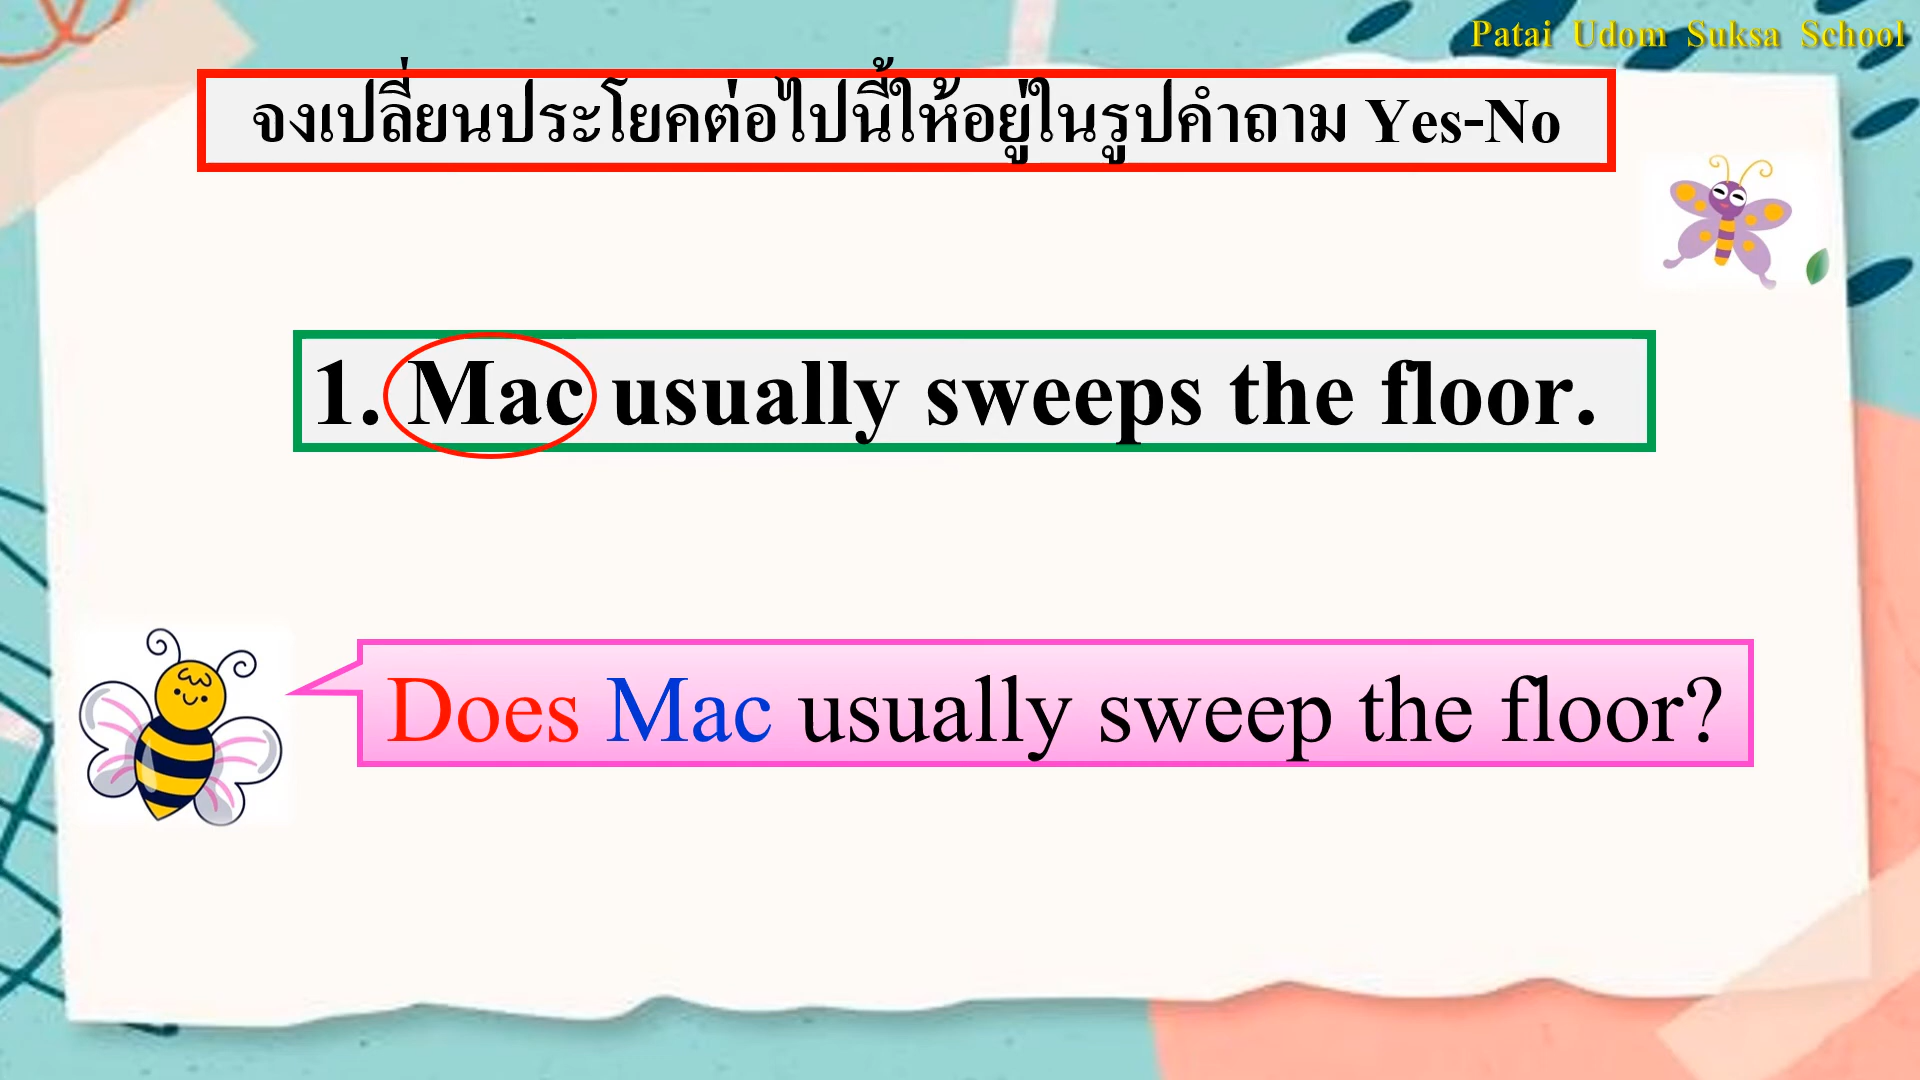 Patai Udom Suksa School
จงเปลี่ยนประโยคต่อไปนี้ให้อยู่ในรูปคำถาม Yes-No
1. Mac usually sweeps the floor.
Does Mac usually sweep the floor?